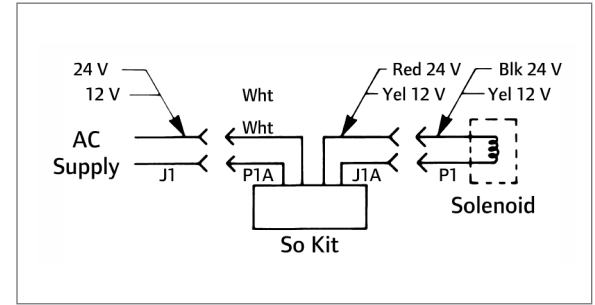 24 V
12 V
Wht
Red 24 V
Yel 12 V
Blk 24 V
Yel 12 V
AC
Supply
Wht
J1
P1A
J1A
P1
Solenoid
So Kit